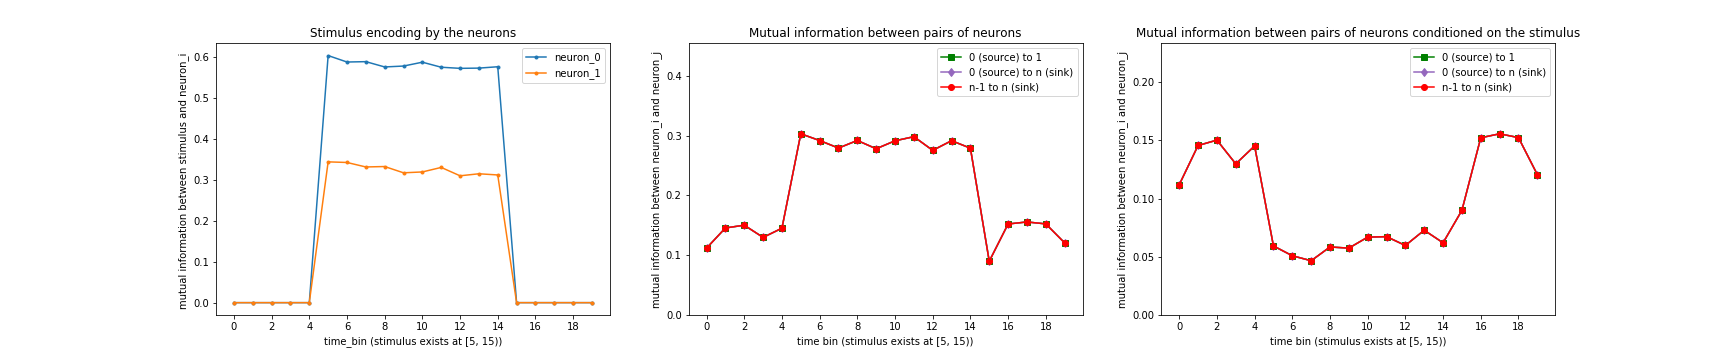 Stimulus encoding by the neurons
mutual information between stimulus and neuron_i
0.6
0.5
0.4
0.3
0.2
0.1
0.0
neuron_0
neuron_1
0 2 4 6 8 10 12 14 16 18
time_bin (stimulus exists at [5, 15))
Mutual information between pairs of neurons
mutual information between neuron_i and neuron_j
0.4
0.3
0.2
0.1
0.0
0 (source) to 1
0 (source) to n (sink)
n-1 to n (sink)
0 2 4 6 8 10 12 14 16 18
time bin (stimulus exists at [5, 15))
Mutual information between pairs of neurons conditioned on the stimulus
mutual information between neuron_i and neuron_j
0.20
0.15
0.10
0.05
0.00
0 (source) to 1
0 (source) to n (sink)
n-1 to n (sink)
0 2 4 6 8 10 12 14 16 18
time bin (stimulus exists at [5, 15))